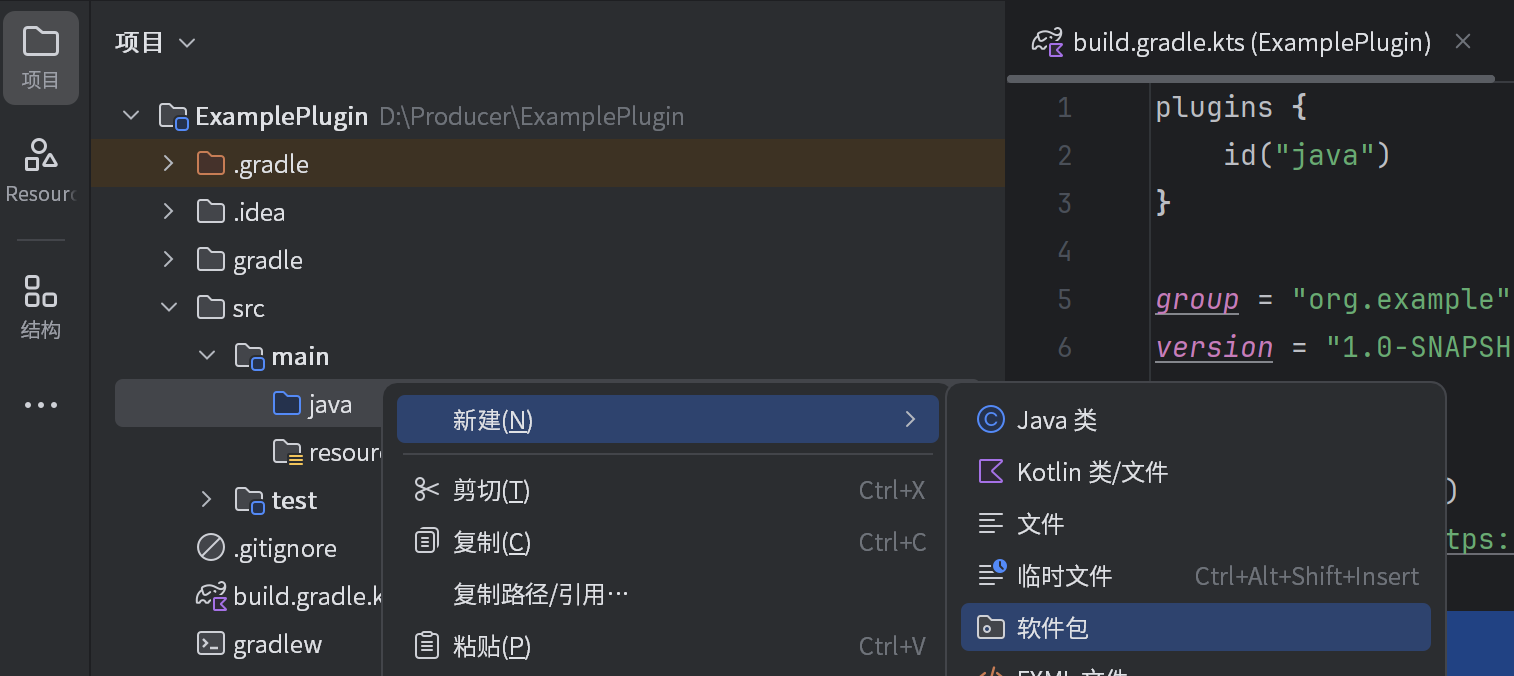 项目
项目
Resourc
结构
ExamplePlugin D:\Producer\ExamplePlugin
.gradle
.idea
gradle
src
main
java
resour
test
.gitignore
build.gradle.k
gradlew
build.gradle.kts (ExamplePlugin)
1 plugins {
2 id("java")
3 }
4
5 group = "org.example"
6 version = "1.0-SNAPSH
)
tps:
新建(N)
剪切(T) Ctrl+X
复制(C) Ctrl+C
复制路径/引用…
粘贴(P) Ctrl+V
Java 类
Kotlin 类/文件
文件
临时文件 Ctrl+Alt+Shift+Insert
软件包
FXML 文件